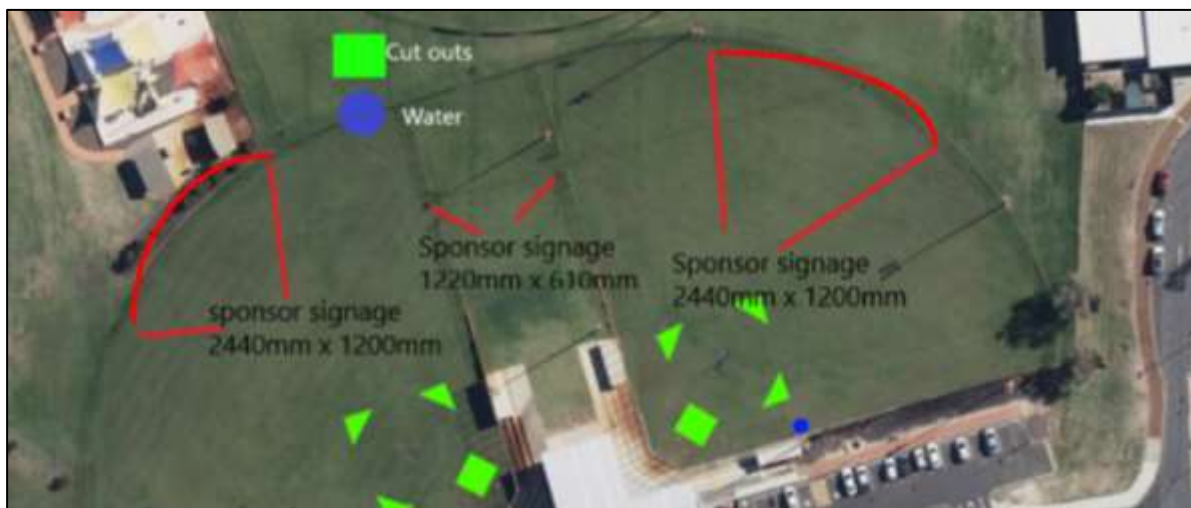 Cut outs
Water
Sponsor signage
1220mm x 610mm
Sponsor signage
2440mm x 1200mm
sponsor signage
2440mm x 1200mm